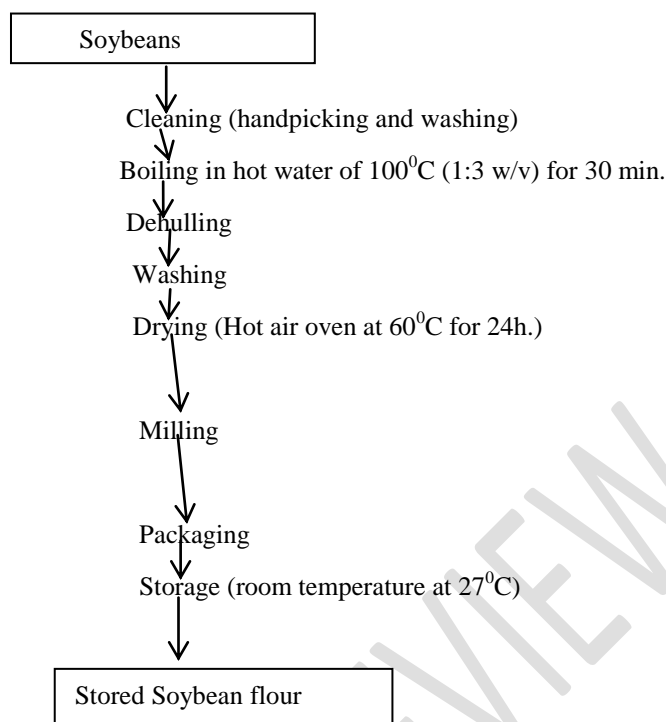 Soybeans
Cleaning (handpicking and washing)
Boiling in hot water of 100⁰C (1:3 w/v) for 30 min.
Dehulling
Washing
Drying (Hot air oven at 60⁰C for 24h.)
Milling
Packaging
Storage (room temperature at 27⁰C)
Stored Soybean flour
VIEW